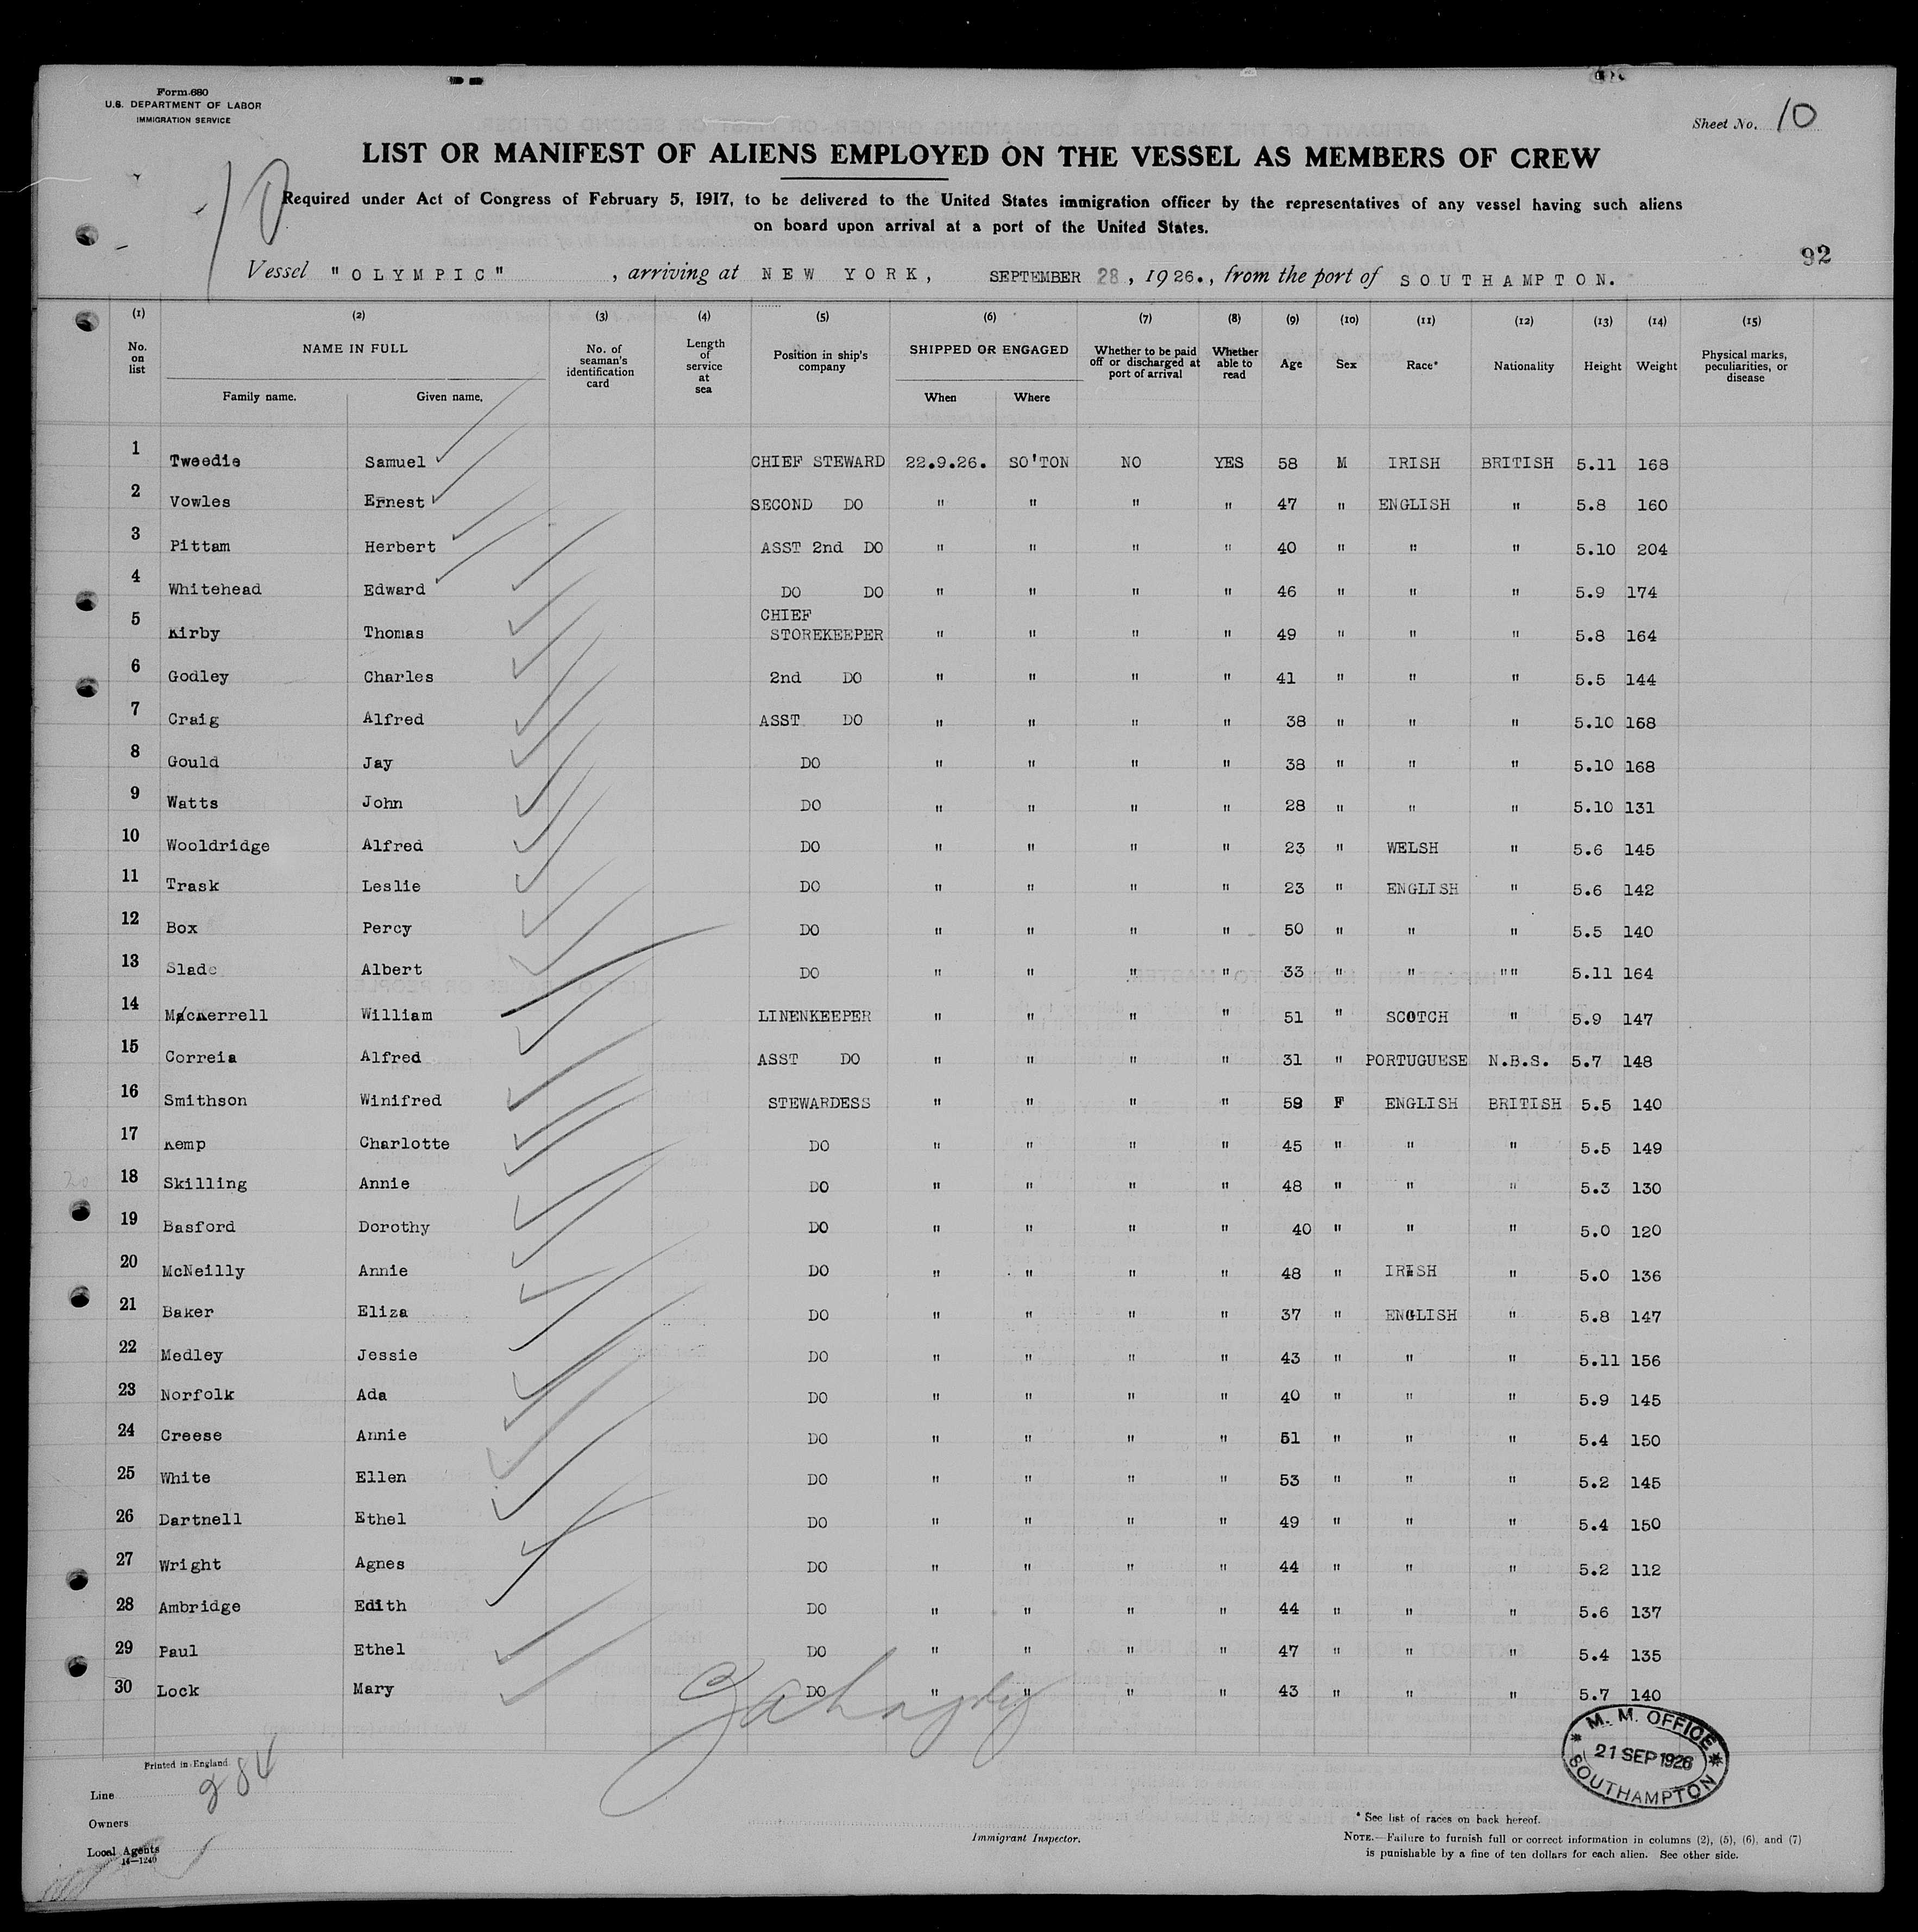 Form 680
U.S. DEPARTMENT OF LABOR
IMMIGRATION SERVICE
Sheet No. 10
LIST OR MANIFEST OF ALIENS EMPLOYED ON THE VESSEL AS MEMBERS OF CREW
10
Required under Act of Congress of February 5, 1917, to be delivered to the United States immigration officer by the representatives of any vessel having such aliens
on board upon arrival at a port of the United States.
92
Vessel "OLYMPIC", arriving at NEW YORK, SEPTEMBER 28, 1926., from the port of SOUTHAMPTON.
(1) (2) (3) (4) (5) (6) (7) (8) (9) (10) (11) (12) (13) (14) (15)
No. on list NAME IN FULL No. of seaman's identification card Length of service at sea Position in ship's company SHIPPED OR ENGAGED Whether to be paid off or discharged at port of arrival Whether able to read Age Sex Race* Nationality Height Weight Physical marks, peculiarities, or disease
Family name. Given name. When Where
1 Tweedie Samuel CHIEF STEWARD 22.9.26. SO'TON NO YES 58 M IRISH BRITISH 5.11 168
2 Vowles Ernest SECOND DO " " " " 47 " ENGLISH " 5.8 160
3 Pittam Herbert ASST 2nd DO " " " " 40 " " " 5.10 204
4 Whitehead Edward DO DO " " " " 46 " " " 5.9 174
5 Kirby Thomas CHIEF STOREKEEPER " " " " 49 " " " 5.8 164
6 Godley Charles 2nd DO " " " " 41 " " " 5.5 144
7 Craig Alfred ASST DO " " " " 38 " " " 5.10 168
8 Gould Jay DO " " " " 38 " " " 5.10 168
9 Watts John DO " " " " 28 " " " 5.10 131
10 Wooldridge Alfred DO " " " " 23 " WELSH " 5.6 145
11 Trask Leslie DO " " " " 23 " ENGLISH " 5.6 142
12 Box Percy DO " " " " 50 " " " 5.5 140
13 Slade Albert DO " " " " 33 " " "" 5.11 164
14 McKerrell William LINENKEEPER " " " " 51 " SCOTCH " 5.9 147
15 Correia Alfred ASST DO " " " " 31 " PORTUGUESE N.B.S. 5.7 148
16 Smithson Winifred STEWARDESS " " " " 59 F ENGLISH BRITISH 5.5 140
17 Kemp Charlotte DO " " " " 45 " " " 5.5 149
18 Skilling Annie DO " " " " 48 " " " 5.3 130
19 Basford Dorothy DO " " " " 40 " " " 5.0 120
20 McNeilly Annie DO " " " " 48 " IRISH " 5.0 136
21 Baker Eliza DO " " " " 37 " ENGLISH " 5.8 147
22 Medley Jessie DO " " " " 43 " " " 5.11 156
23 Norfolk Ada DO " " " " 40 " " " 5.9 145
24 Creese Annie DO " " " " 51 " " " 5.4 150
25 White Ellen DO " " " " 53 " " " 5.2 145
26 Dartnell Ethel DO " " " " 49 " " " 5.4 150
27 Wright Agnes DO " " " " 44 " " " 5.2 112
28 Ambridge Edith DO " " " " 44 " " " 5.6 137
29 Paul Ethel DO " " " " 47 " " " 5.4 135
30 Lock Mary DO " " " " 43 " " " 5.7 140
M. M. OFFICE
21 SEP 1926
SOUTHAMPTON
Printed in England
284
Line
Owners
Local Agents
14—1240
Immigrant Inspector.
* See list of races on back hereof.
NOTE.—Failure to furnish full or correct information in columns (2), (5), (6), and (7)
is punishable by a fine of ten dollars for each alien. See other side.